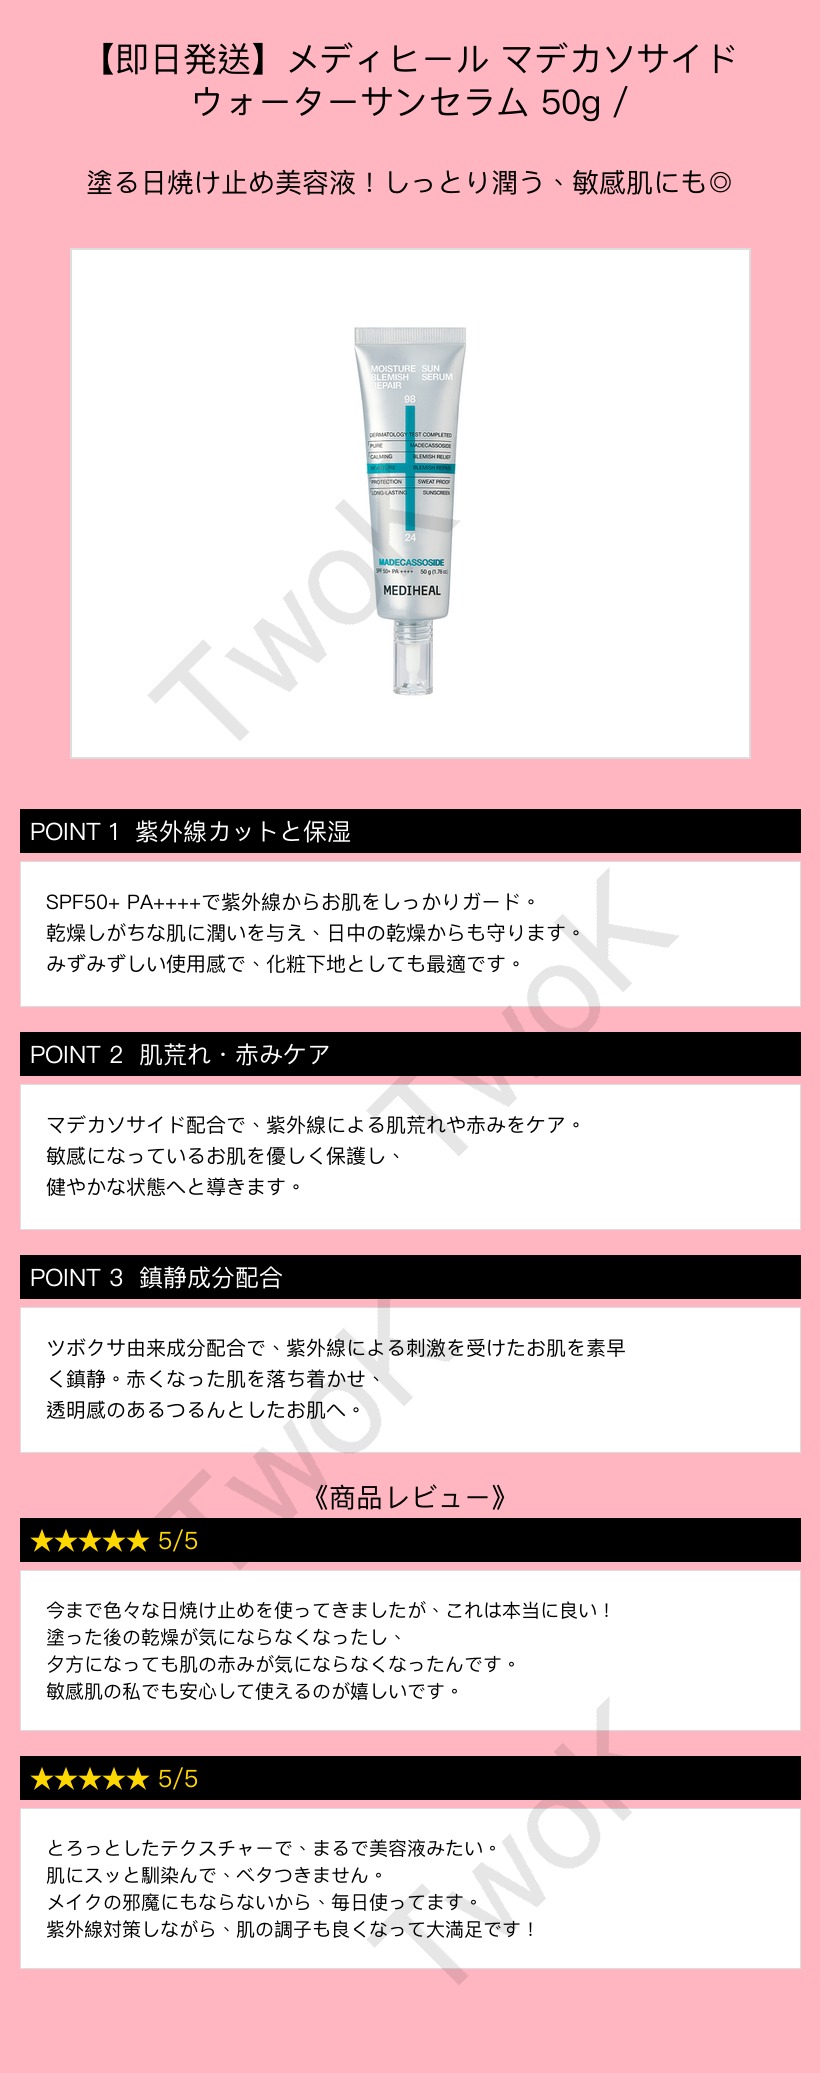 【即日発送】メディヒール マデカソサイド
ウォーターサンセラム 50g /
塗る日焼け止め美容液！しっとり潤う、敏感肌にも◎
MOISTURE SUN
BLEMISH SERUM
REPAIR
98
DERMATOLOGY TEST COMPLETED
PURE MADECASSOSIDE
CALMING BLEMISH RELIEF
MOISTURE BLEMISH REPAIR
PROTECTION SWEAT PROOF
LONG-LASTING SUNSCREEN
24
MADECASSOSIDE
SPF 50+ PA ++++ 50 g (1.76 oz)
MEDIHEAL
TwoK
POINT 1 紫外線カットと保湿
SPF50+ PA++++で紫外線からお肌をしっかりガード。
乾燥しがちな肌に潤いを与え、日中の乾燥からも守ります。
みずみずしい使用感で、化粧下地としても最適です。
TwoK
POINT 2 肌荒れ・赤みケア
マデカソサイド配合で、紫外線による肌荒れや赤みをケア。
敏感になっているお肌を優しく保護し、
健やかな状態へと導きます。
POINT 3 鎮静成分配合
ツボクサ由来成分配合で、紫外線による刺激を受けたお肌を素早
く鎮静。赤くなった肌を落ち着かせ、
透明感のあるつるんとしたお肌へ。
TwoK
《商品レビュー》
★★★★★ 5/5
今まで色々な日焼け止めを使ってきましたが、これは本当に良い！
塗った後の乾燥が気にならなくなったし、
夕方になっても肌の赤みが気にならなくなったんです。
敏感肌の私でも安心して使えるのが嬉しいです。
★★★★★ 5/5
とろっとしたテクスチャーで、まるで美容液みたい。
肌にスッと馴染んで、ベタつきません。
メイクの邪魔にもならないから、毎日使ってます。
紫外線対策しながら、肌の調子も良くなって大満足です！
TwoK